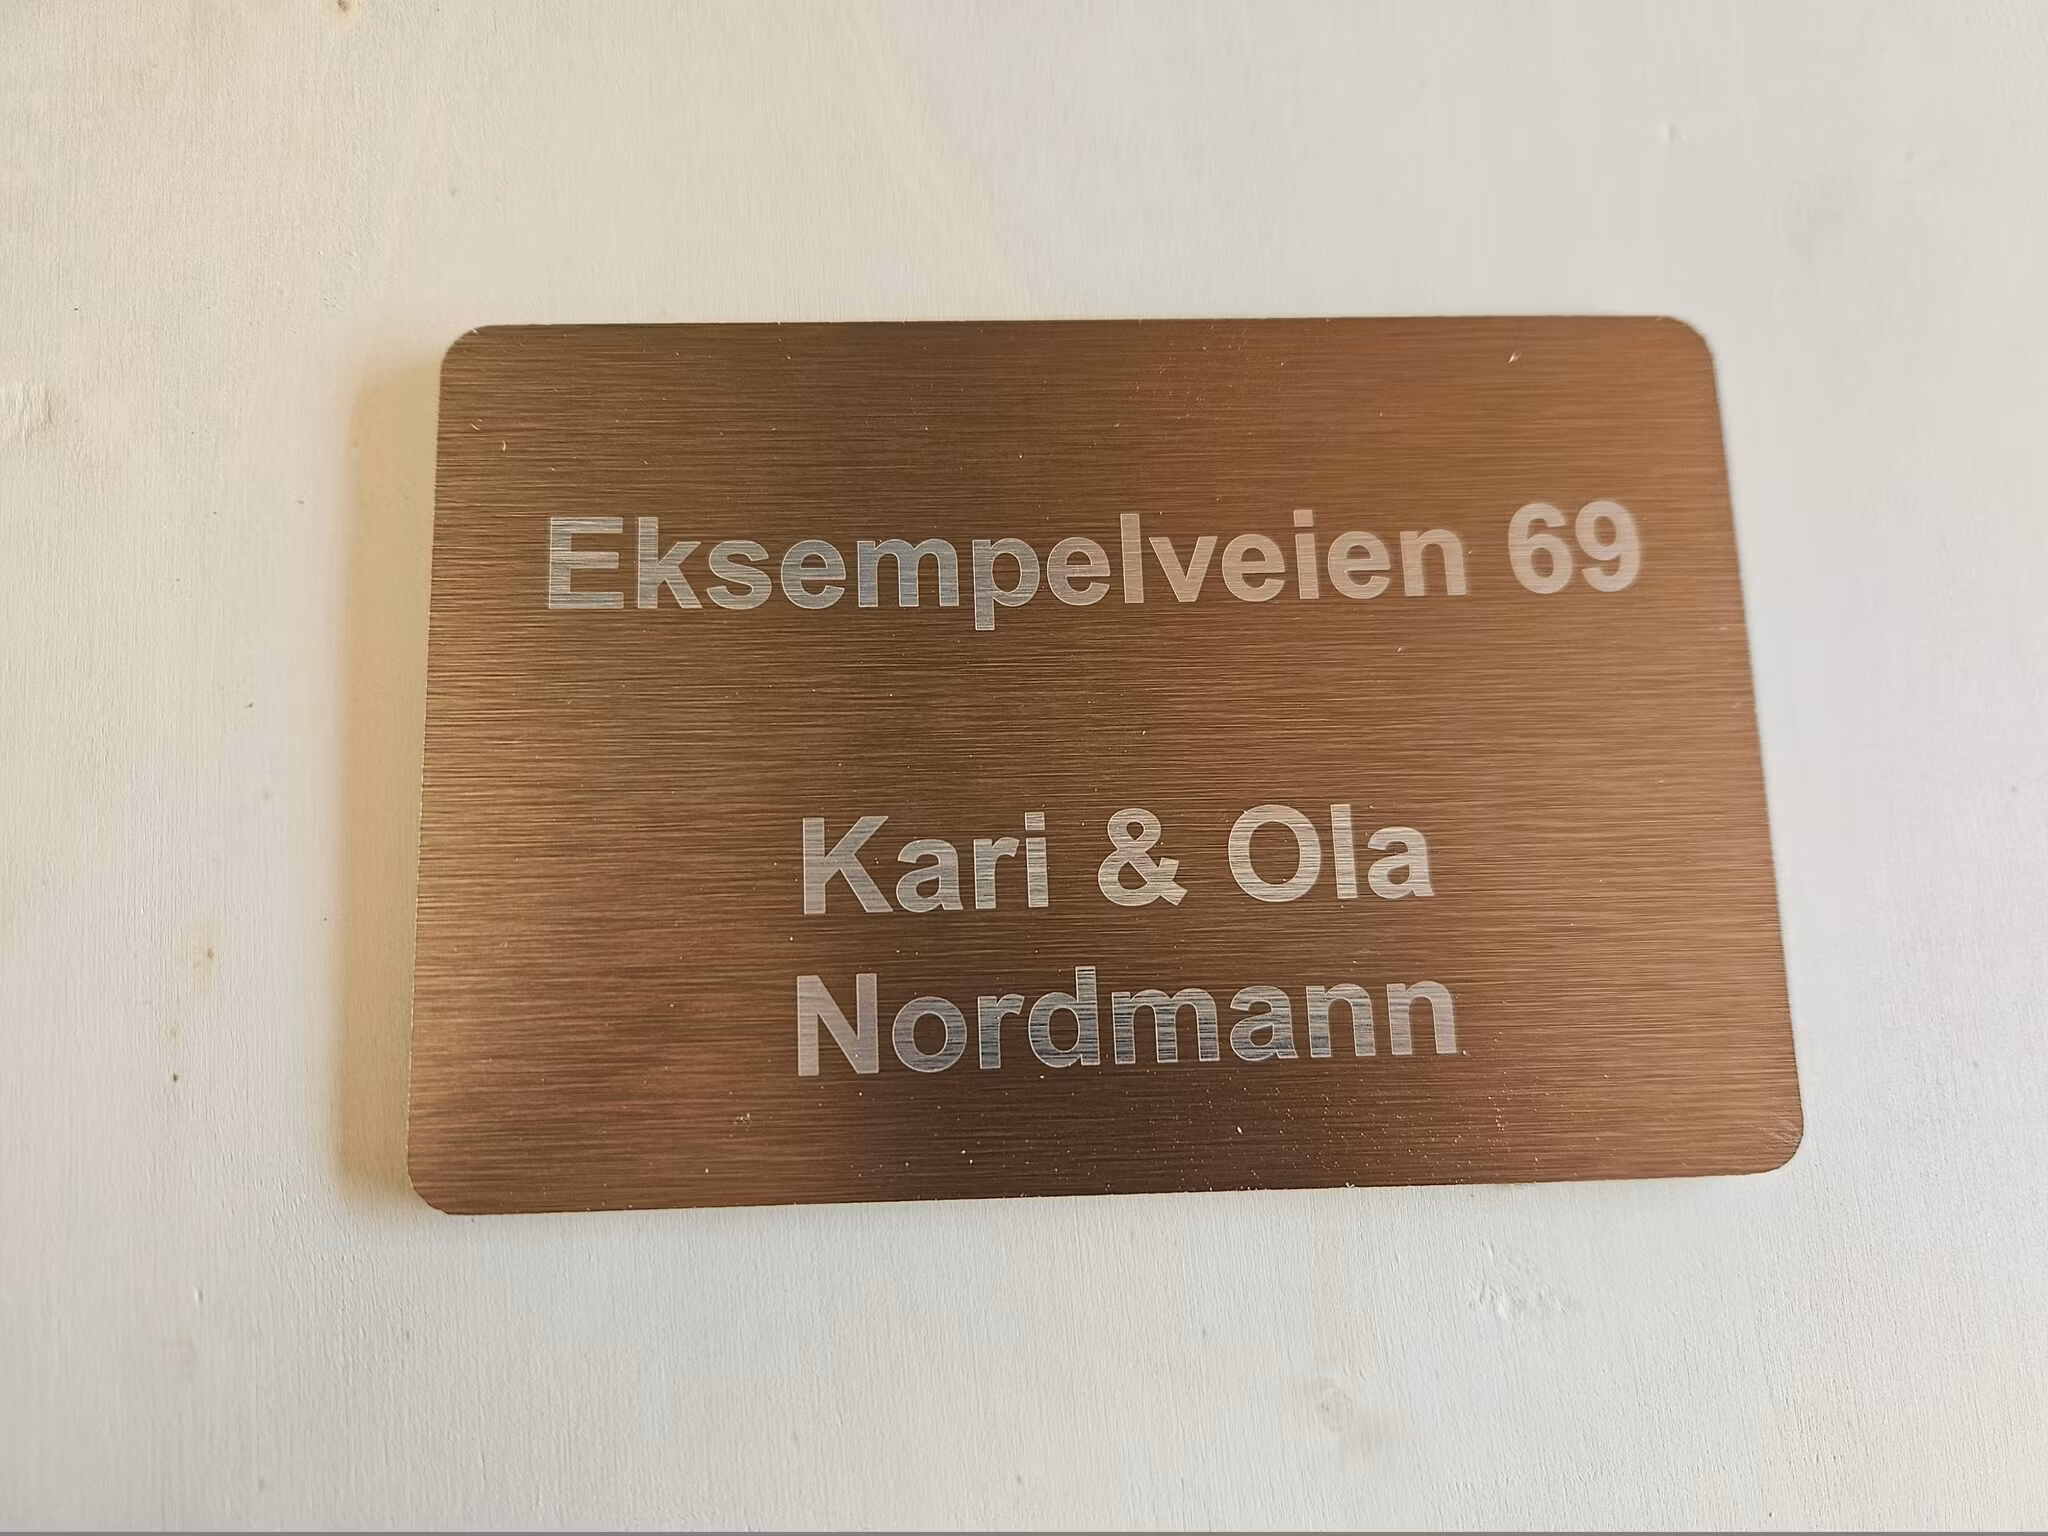 Eksempelveien 69
Kari & Ola
Nordmann